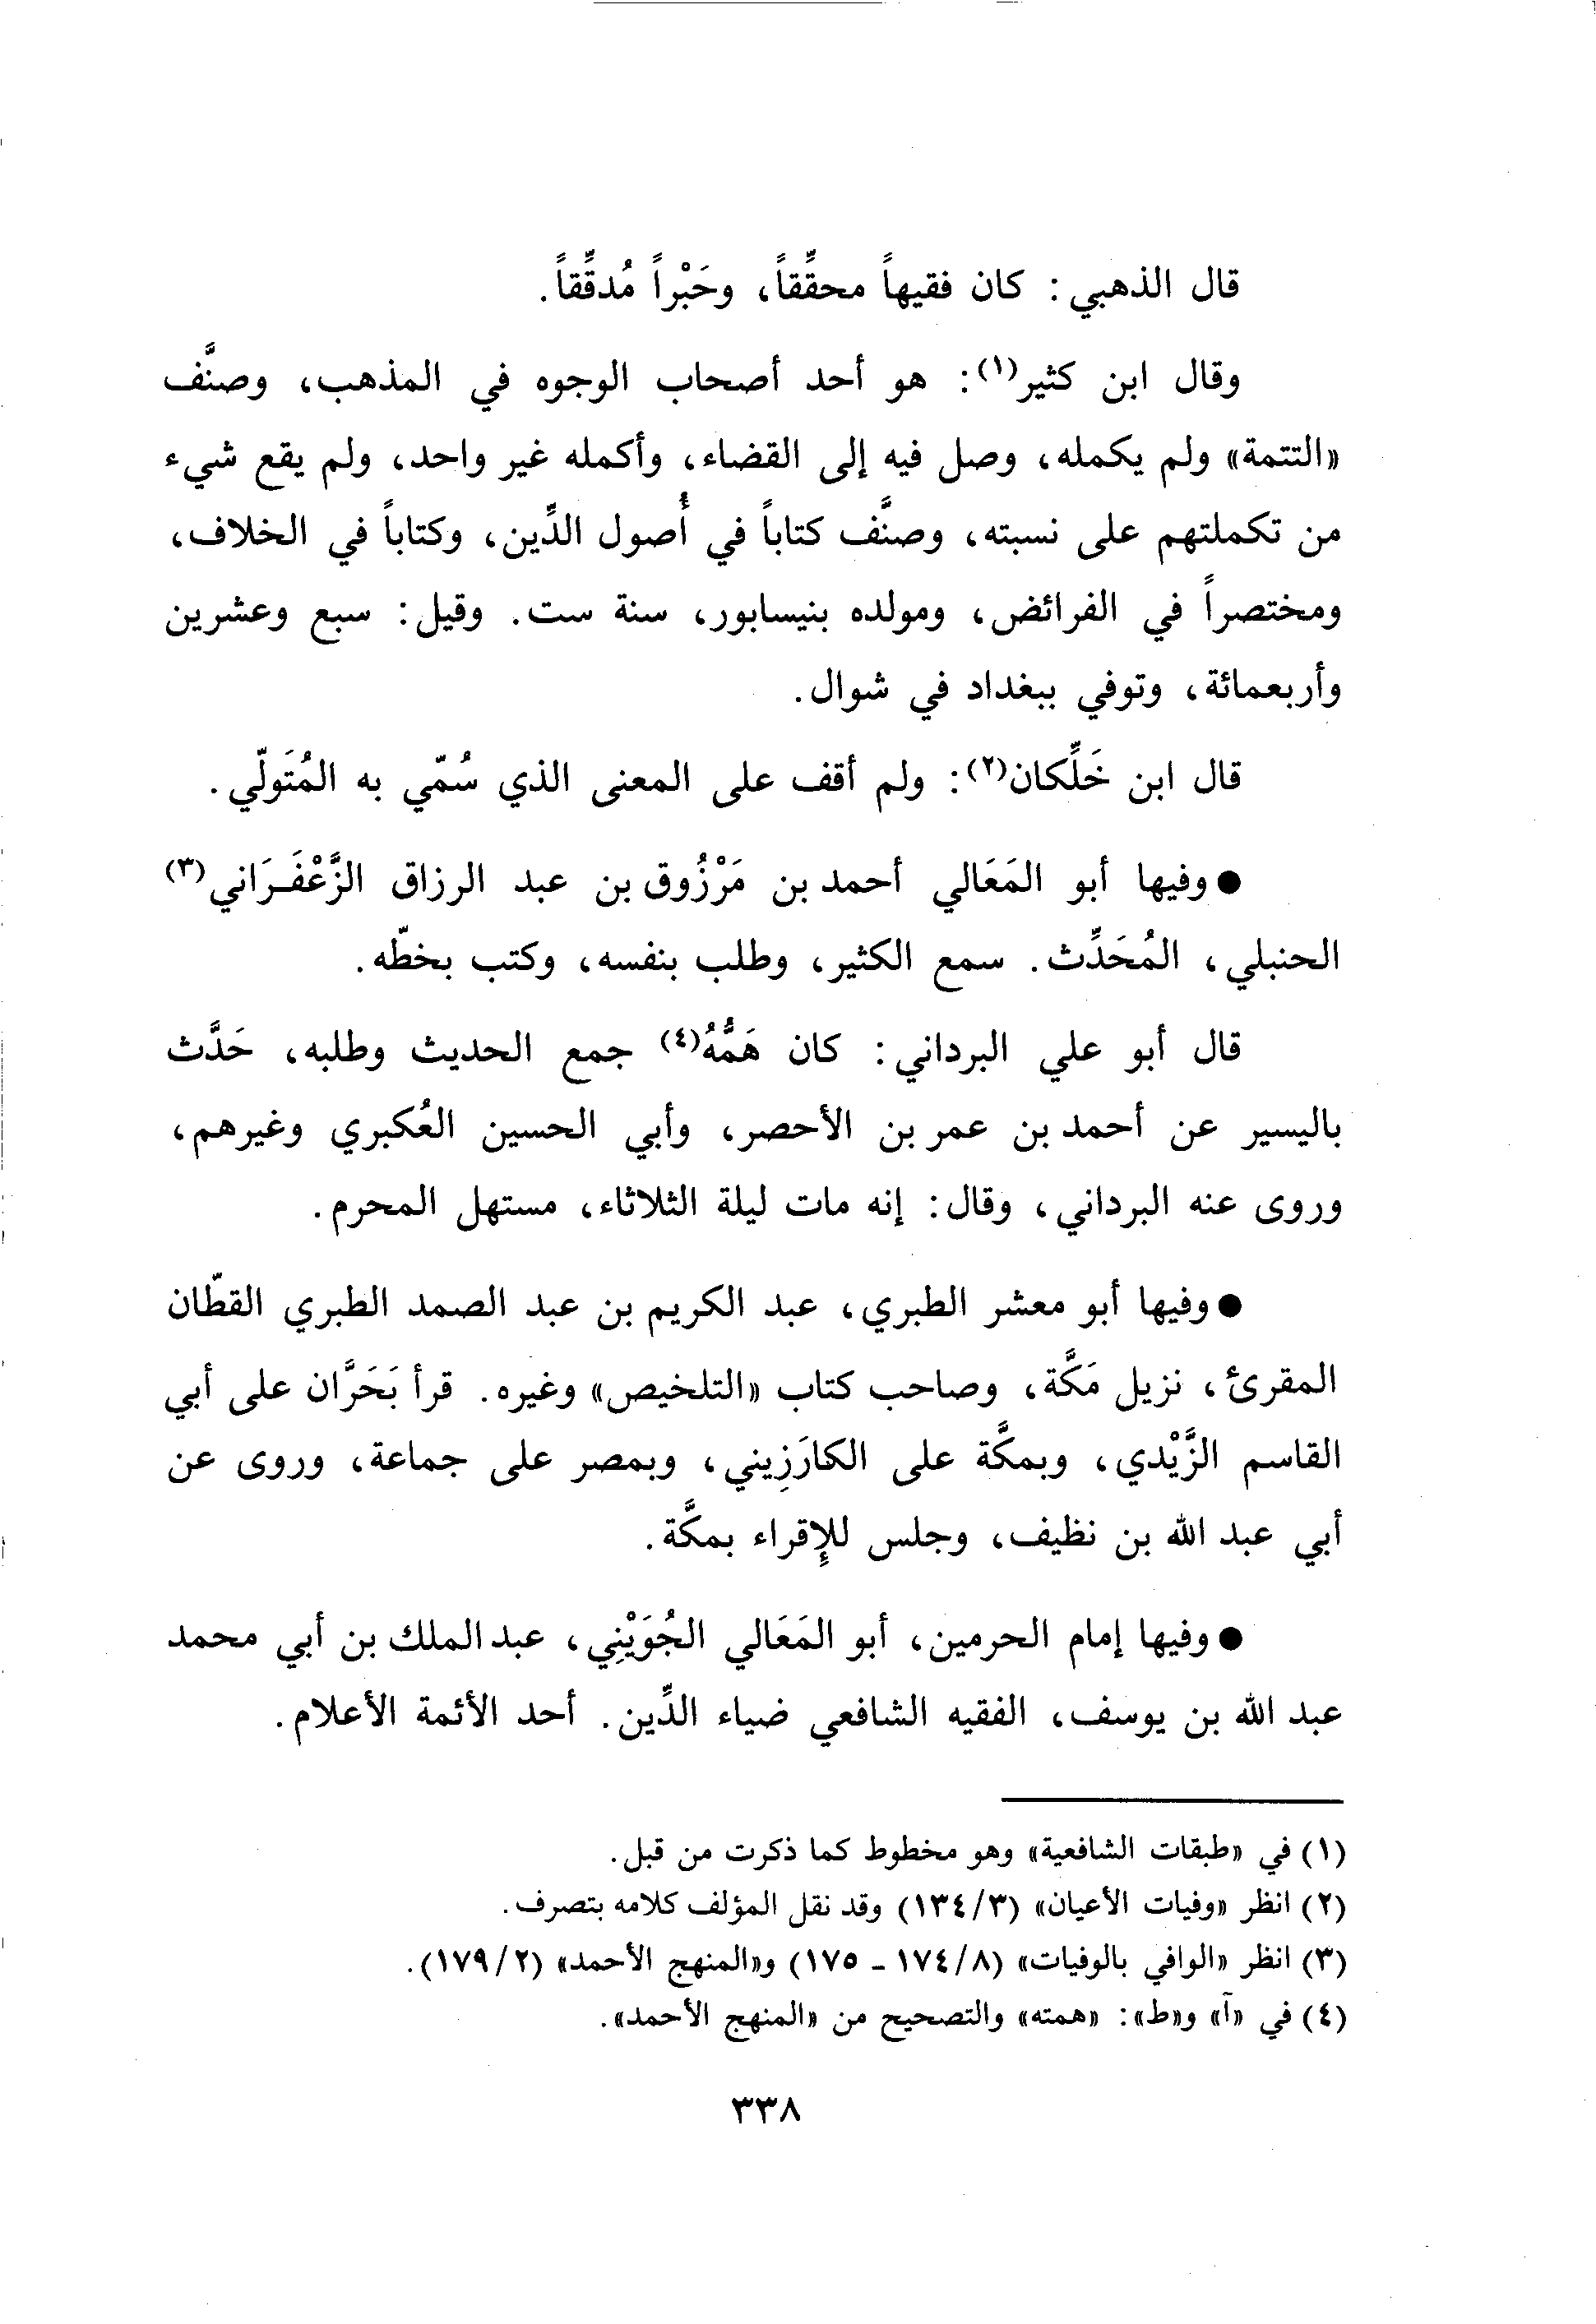 قال الذهبي: كان فقيهاً محقِّقاً، وحَبْراً مُدقِّقاً.
وقال ابن كثير(١): هو أحد أصحاب الوجوه في المذهب، وصنَّف
«التتمة» ولم يكمله، وصل فيه إلى القضاء، وأكمله غير واحد، ولم يقع شيء
من تكملتهم على نسبته، وصنَّف كتاباً في أُصول الدِّين، وكتاباً في الخلاف،
ومختصراً في الفرائض، ومولده بنيسابور، سنة ست. وقيل: سبع وعشرين
وأربعمائة، وتوفي ببغداد في شوال.
قال ابن خَلِّكان(٢): ولم أقف على المعنى الذي سُمّي به المُتَولّي.
● وفيها أبو المَعَالي أحمد بن مَرْزُوق بن عبد الرزاق الزَّعْفَـرَاني(٣)
الحنبلي، المُحَدِّث. سمع الكثير، وطلب بنفسه، وكتب بخطّه.
قال أبو علي البرداني: كان هَمُّهُ(٤) جمع الحديث وطلبه، حَدَّث
باليسير عن أحمد بن عمر بن الأحصر، وأبي الحسين العُكبري وغيرهم،
وروى عنه البرداني، وقال: إنه مات ليلة الثلاثاء، مستهل المحرم.
● وفيها أبو معشر الطبري، عبد الكريم بن عبد الصمد الطبري القطّان
المقرئ، نزيل مَكَّة، وصاحب كتاب «التلخيص» وغيره. قرأ بَحَرَّان على أبي
القاسم الزَّيْدي، وبمكَّة على الكارَزِيني، وبمصر على جماعة، وروى عن
أبي عبد الله بن نظيف، وجلس للإِقراء بمكَّة.
● وفيها إمام الحرمين، أبو المَعَالي الجُوَيْنِي، عبد الملك بن أبي محمد
عبد الله بن يوسف، الفقيه الشافعي ضياء الدِّين. أحد الأئمة الأعلام.
(١) في «طبقات الشافعية» وهو مخطوط كما ذكرت من قبل.
(٢) انظر «وفيات الأعيان» (٣/ ١٣٤) وقد نقل المؤلف كلامه بتصرف.
(٣) انظر «الوافي بالوفيات» (٨/ ١٧٤ - ١٧٥) و«المنهج الأحمد» (٢/ ١٧٩).
(٤) في «آ» و«ط»: «همته» والتصحيح من «المنهج الأحمد».
٣٣٨